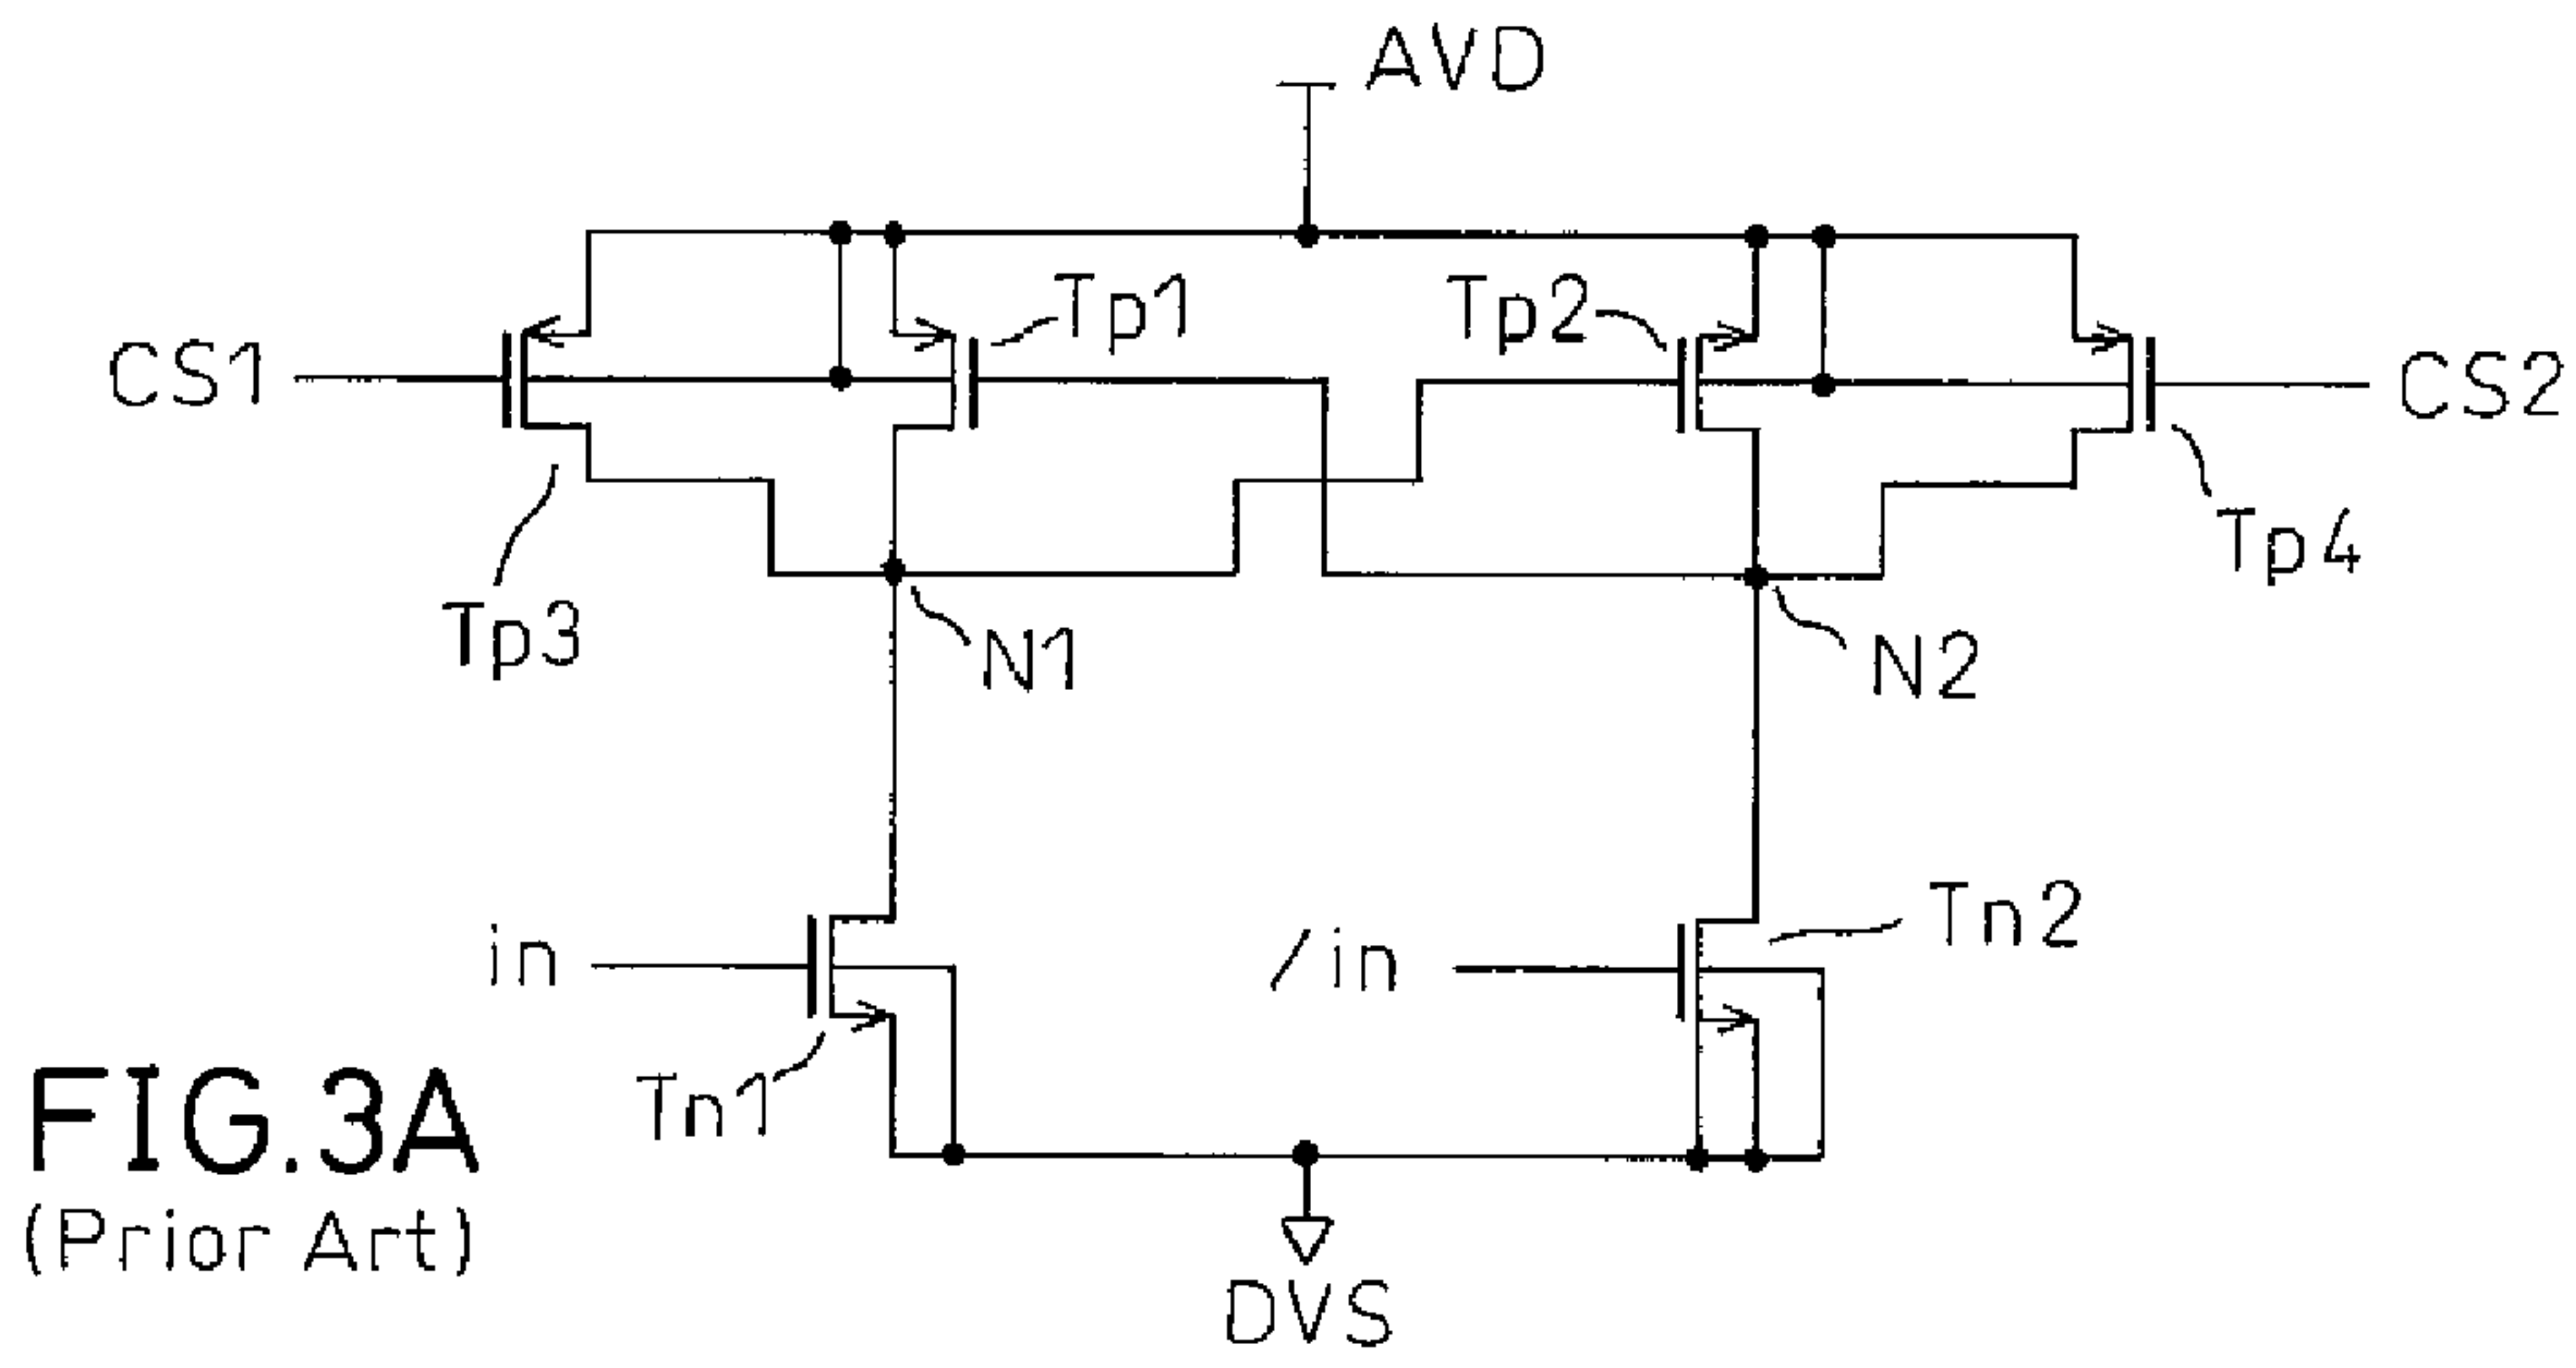 AVD
Tp1
Tp2
CS1
CS2
Tp3
N1
N2
Tp4
in
/in
Tn2
Tn1
FIG.3A
(Prior Art)
DVS